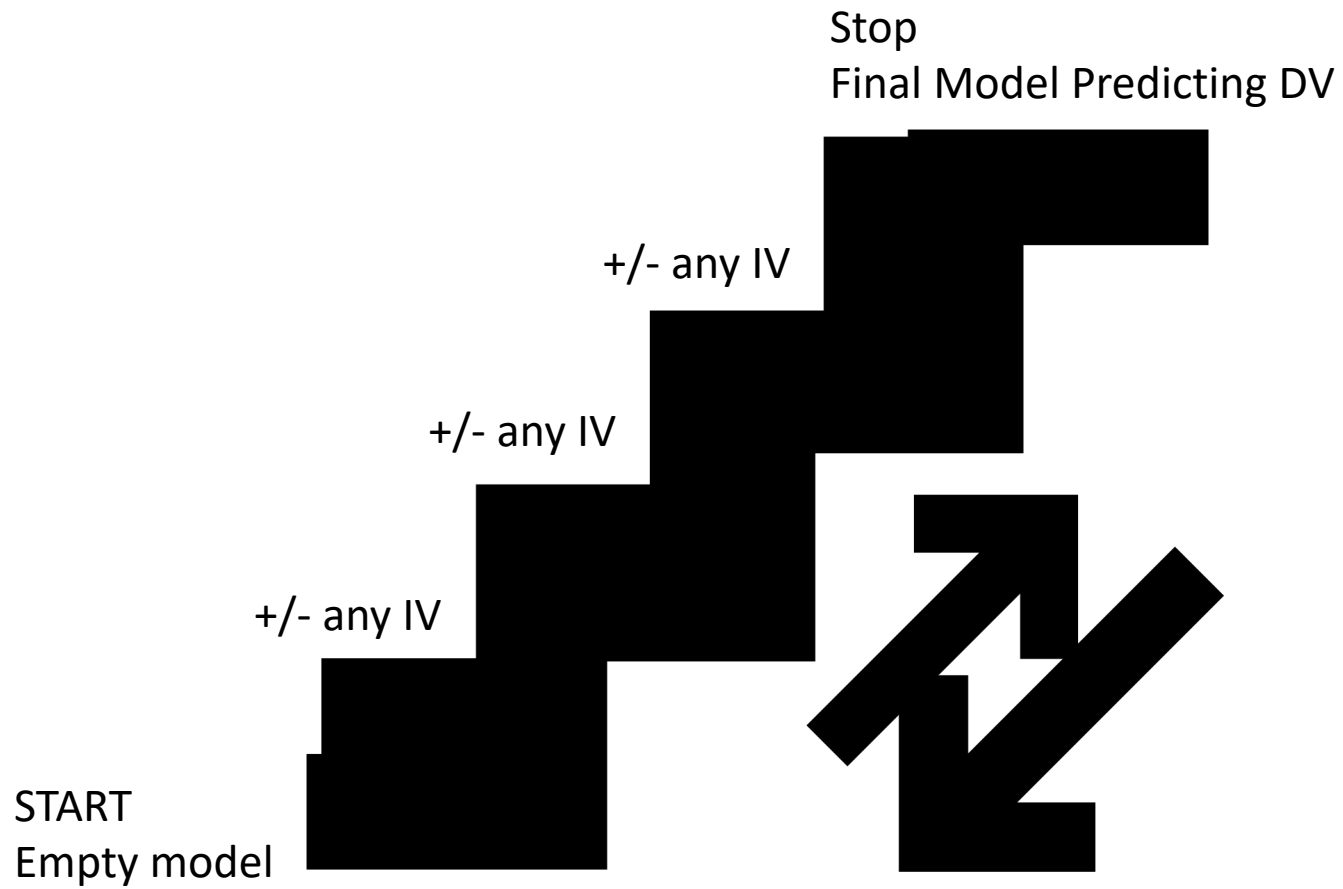 Stop
Final Model Predicting DV
+/- any IV
+/- any IV
+/- any IV
START
Empty model